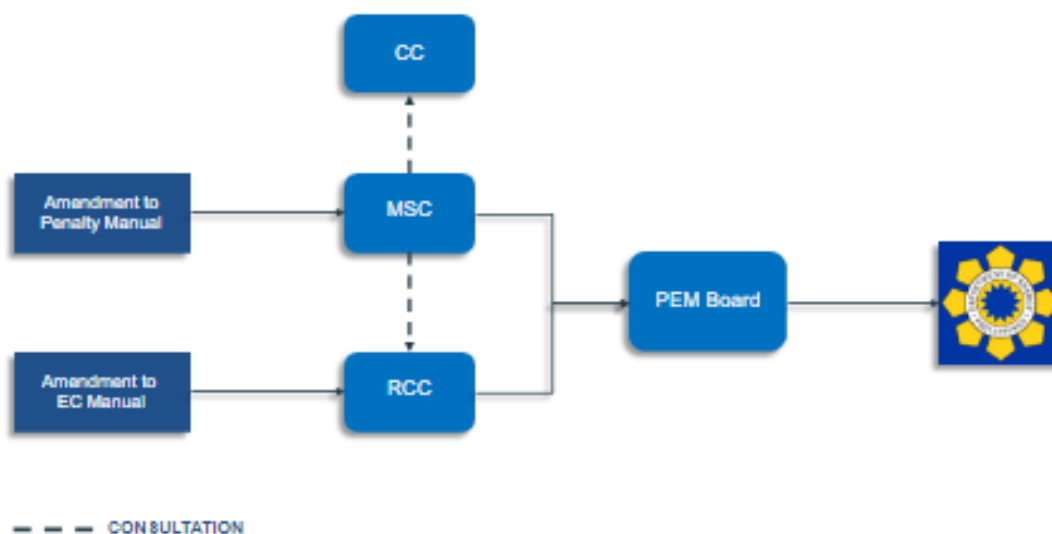 CC
Amendment to
Penalty Manual
MSC
PEM Board
Amendment to
EC Manual
RCC
CONSULTATION